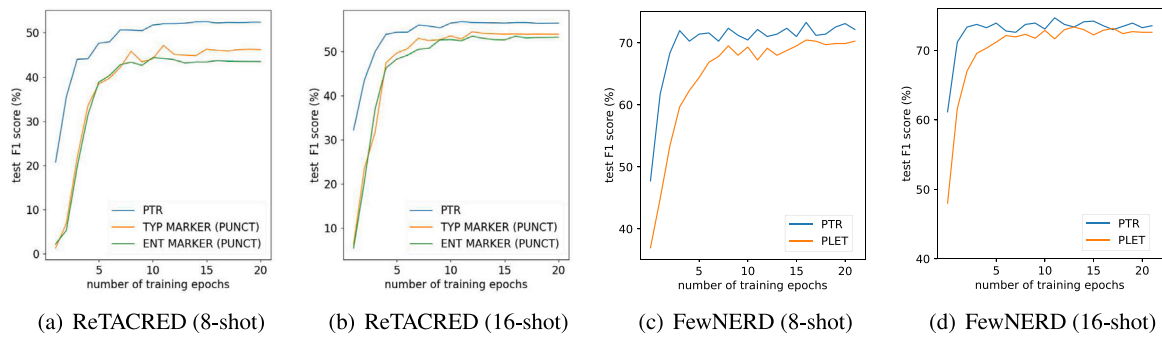 test F1 score (%)
50
40
30
20
10
0
5
10
15
20
number of training epochs
PTR
TYP MARKER (PUNCT)
ENT MARKER (PUNCT)
(a) ReTACRED (8-shot)
test F1 score (%)
50
40
30
20
10
5
10
15
20
number of training epochs
PTR
TYP MARKER (PUNCT)
ENT MARKER (PUNCT)
(b) ReTACRED (16-shot)
test F1 score (%)
70
60
50
40
5
10
15
20
number of training epochs
PTR
PLET
(c) FewNERD (8-shot)
test F1 score (%)
80
70
60
50
40
5
10
15
20
number of training epochs
PTR
PLET
(d) FewNERD (16-shot)